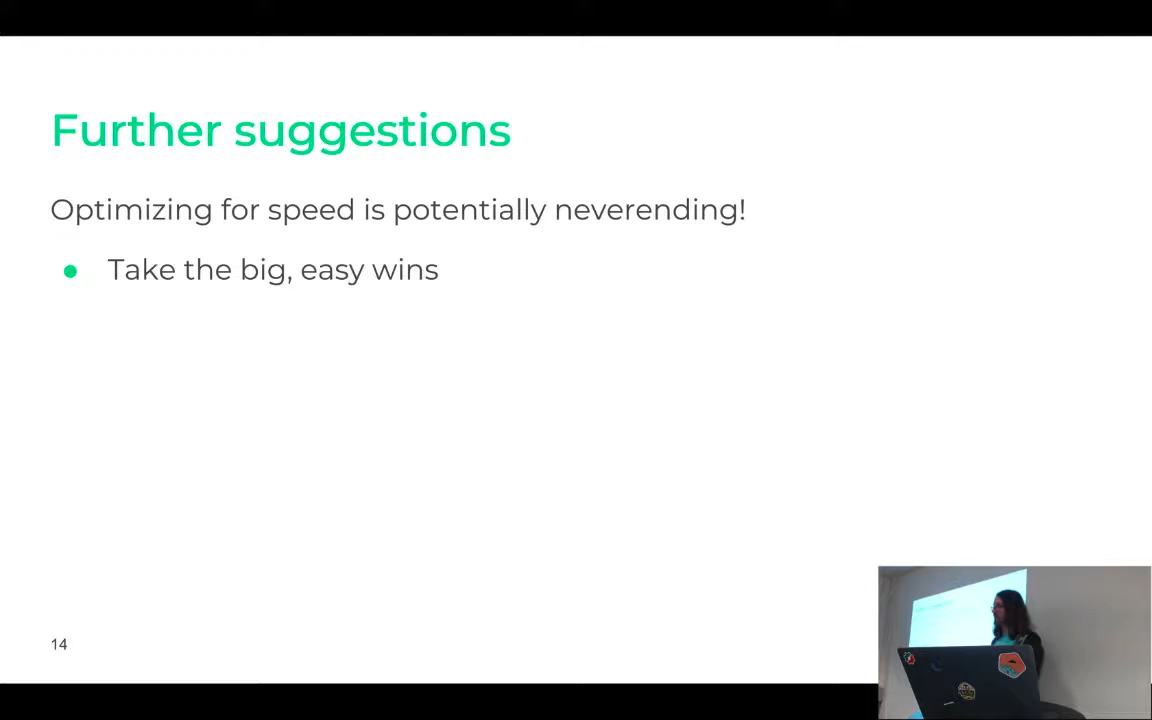 Further suggestions
Optimizing for speed is potentially neverending!
● Take the big, easy wins
14